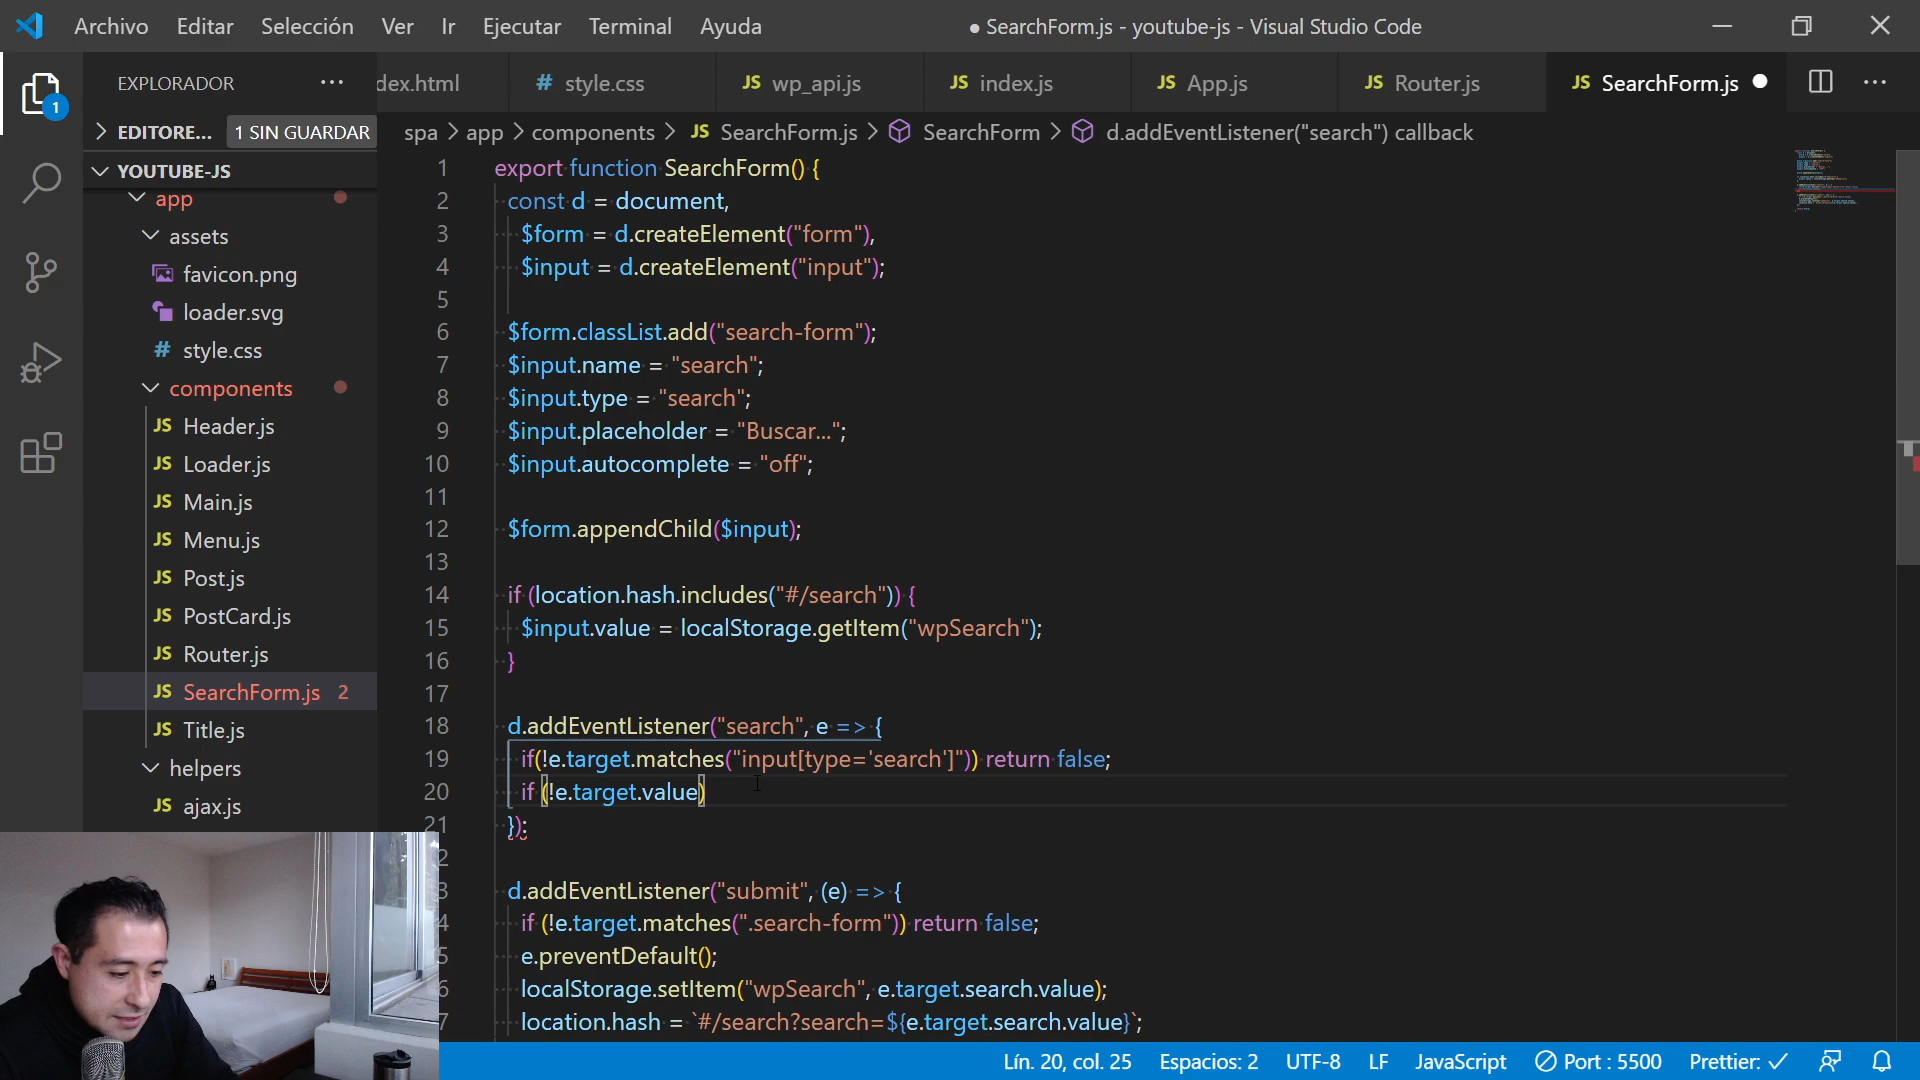 Archivo Editar Selección Ver Ir Ejecutar Terminal Ayuda ● SearchForm.js - youtube-js - Visual Studio Code
EXPLORADOR ··· dex.html # style.css JS wp_api.js JS index.js JS App.js JS Router.js JS SearchForm.js ● ···
1
> EDITORE... 1 SIN GUARDAR
spa > app > components > JS SearchForm.js > SearchForm > d.addEventListener("search") callback
YOUTUBE-JS
app
assets
favicon.png
loader.svg
# style.css
components
JS Header.js
JS Loader.js
JS Main.js
JS Menu.js
JS Post.js
JS PostCard.js
JS Router.js
JS SearchForm.js 2
JS Title.js
helpers
JS ajax.js
1 export function SearchForm() {
2 const d = document,
3 $form = d.createElement("form"),
4 $input = d.createElement("input");
5
6 $form.classList.add("search-form");
7 $input.name = "search";
8 $input.type = "search";
9 $input.placeholder = "Buscar...";
10 $input.autocomplete = "off";
11
12 $form.appendChild($input);
13
14 if (location.hash.includes("#/search")) {
15 $input.value = localStorage.getItem("wpSearch");
16 }
17
18 d.addEventListener("search", e => {
19 if(!e.target.matches("input[type='search']")) return false;
20 if (!e.target.value)
21 });
2
3 d.addEventListener("submit", (e) => {
4 if (!e.target.matches(".search-form")) return false;
5 e.preventDefault();
6 localStorage.setItem("wpSearch", e.target.search.value);
7 location.hash = `#/search?search=${e.target.search.value}`;
Lín. 20, col. 25 Espacios: 2 UTF-8 LF JavaScript Port : 5500 Prettier: ✓